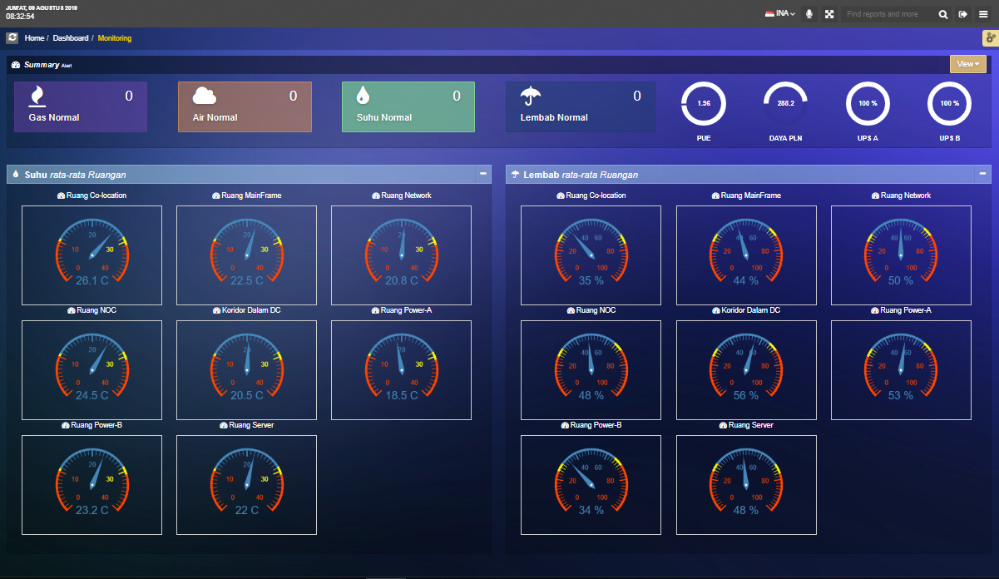 JUM'AT, 09 AGUSTUS 2019
08:32:54
INA
Find reports and more
Home / Dashboard / Monitoring
Summary Alert
View
0
Gas Normal
0
Air Normal
0
Suhu Normal
0
Lembab Normal
1.96
PUE
288.2
DAYA PLN
100 %
UPS A
100 %
UPS B
Suhu rata-rata Ruangan
Ruang Co-location
0 10 20 30 40
26.1 C
Ruang MainFrame
0 10 20 30 40
22.5 C
Ruang Network
0 10 20 30 40
20.8 C
Ruang NOC
0 10 20 30 40
24.5 C
Koridor Dalam DC
0 10 20 30 40
20.5 C
Ruang Power-A
0 10 20 30 40
18.5 C
Ruang Power-B
0 10 20 30 40
23.2 C
Ruang Server
0 10 20 30 40
22 C
Lembab rata-rata Ruangan
Ruang Co-location
0 20 40 60 80 100
35 %
Ruang MainFrame
0 20 40 60 80 100
44 %
Ruang Network
0 20 40 60 80 100
50 %
Ruang NOC
0 20 40 60 80 100
48 %
Koridor Dalam DC
0 20 40 60 80 100
56 %
Ruang Power-A
0 20 40 60 80 100
53 %
Ruang Power-B
0 20 40 60 80 100
34 %
Ruang Server
0 20 40 60 80 100
48 %